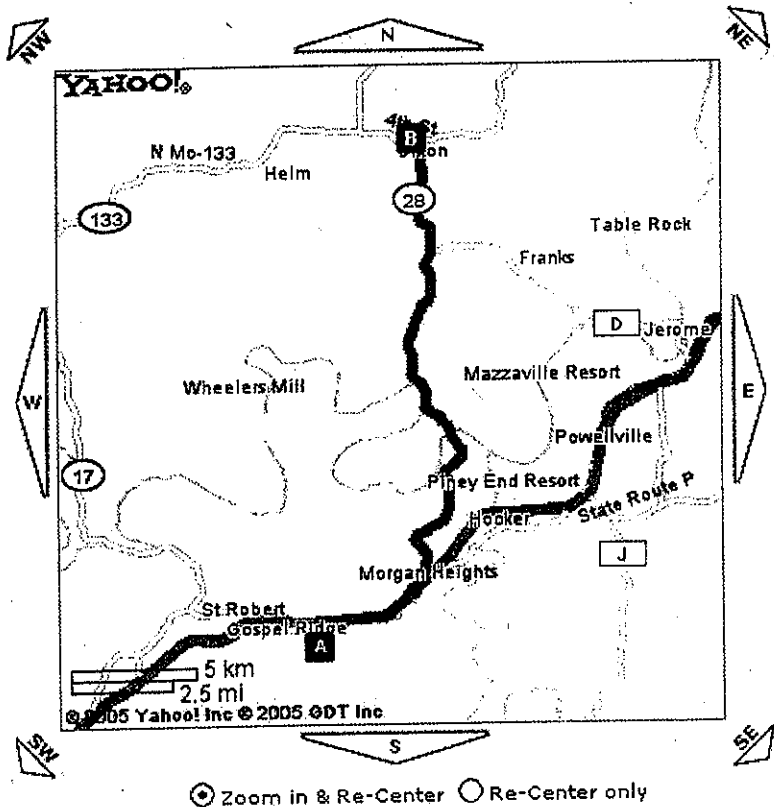 N
NW
NE
YAHOO!®
4th St
B
Dixon
N Mo-133
Helm
28
133
Table Rock
Franks
D
Jerome
Mazzaville Resort
Wheelers Mill
W
E
Powellville
17
Piney End Resort
State Route P
Hooker
J
Morgan Heights
St Robert
Gospel Ridge
A
5 km
2.5 mi
© 2005 Yahoo! Inc © 2005 GDT Inc
SW
S
SE
Zoom in & Re-Center Re-Center only